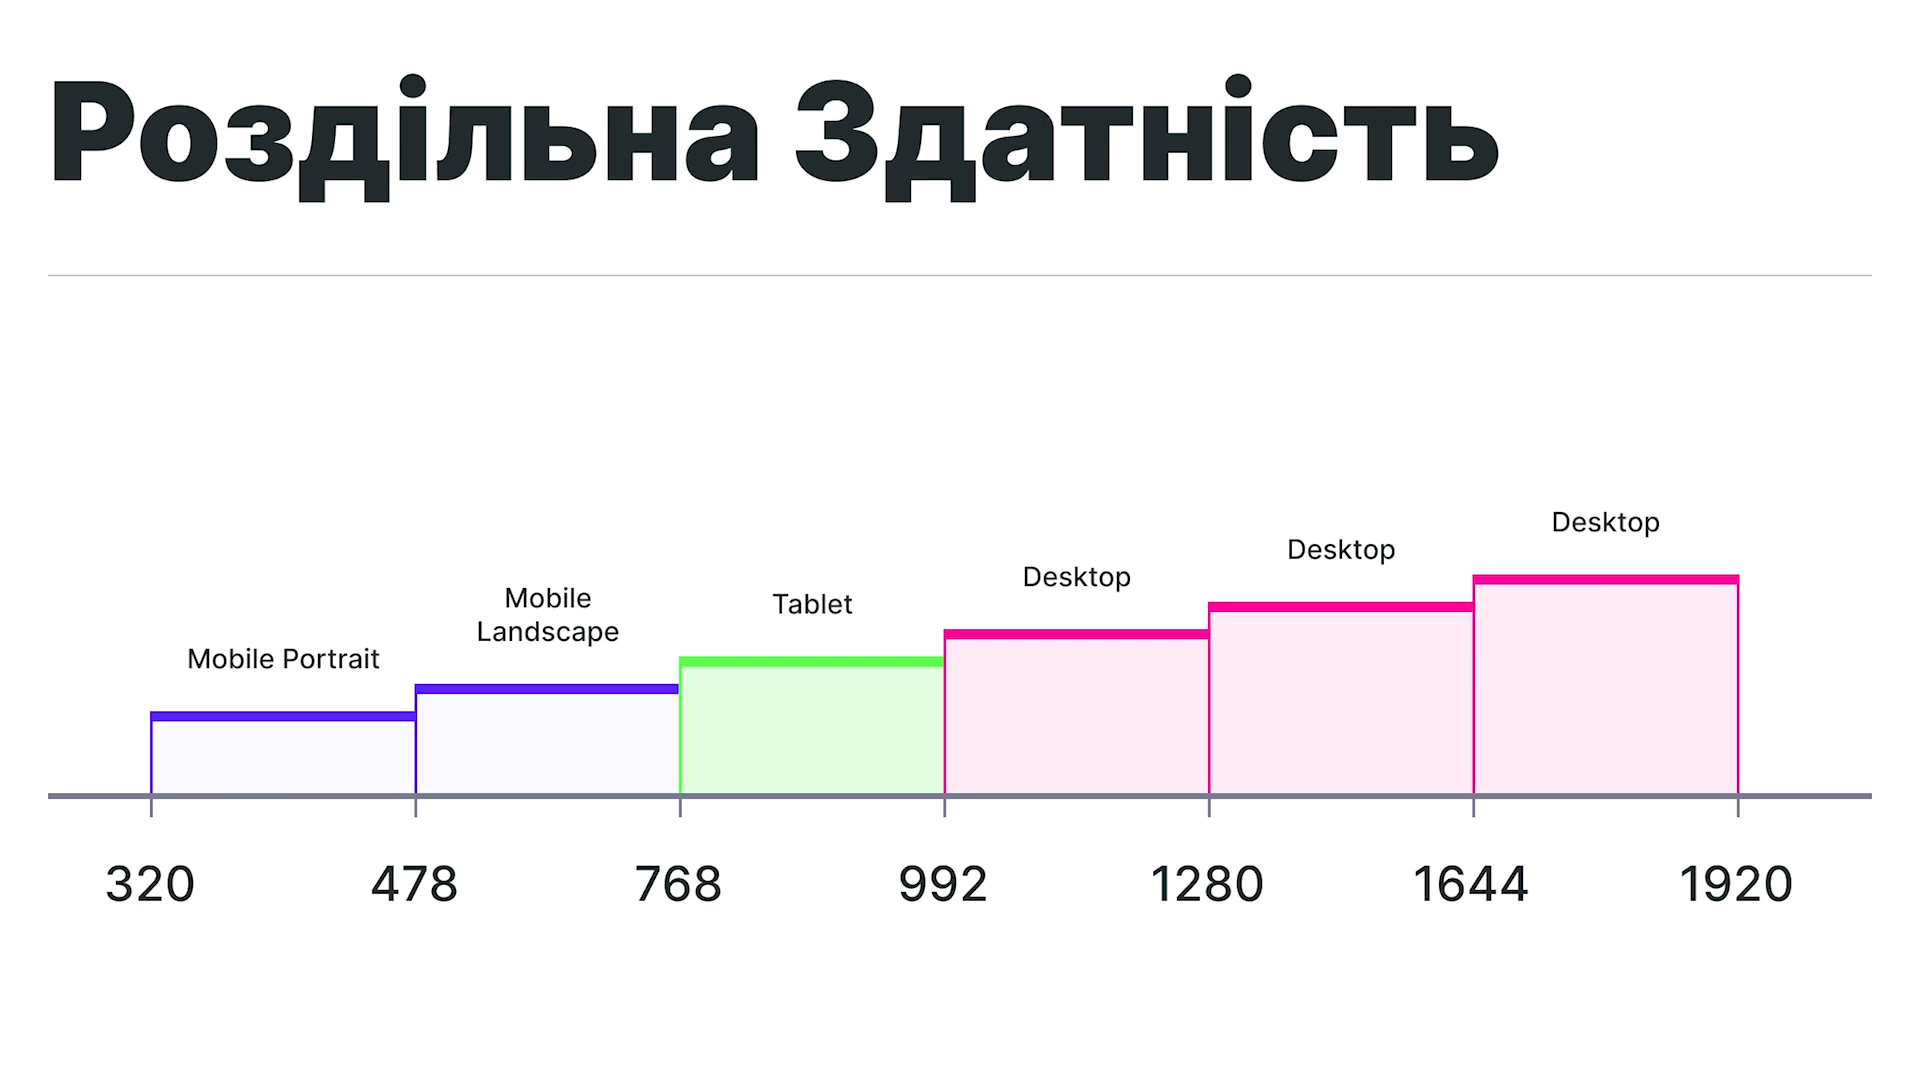 Роздільна Здатність
Desktop
Desktop
Desktop
Tablet
Mobile
Landscape
Mobile Portrait
320 478 768 992 1280 1644 1920